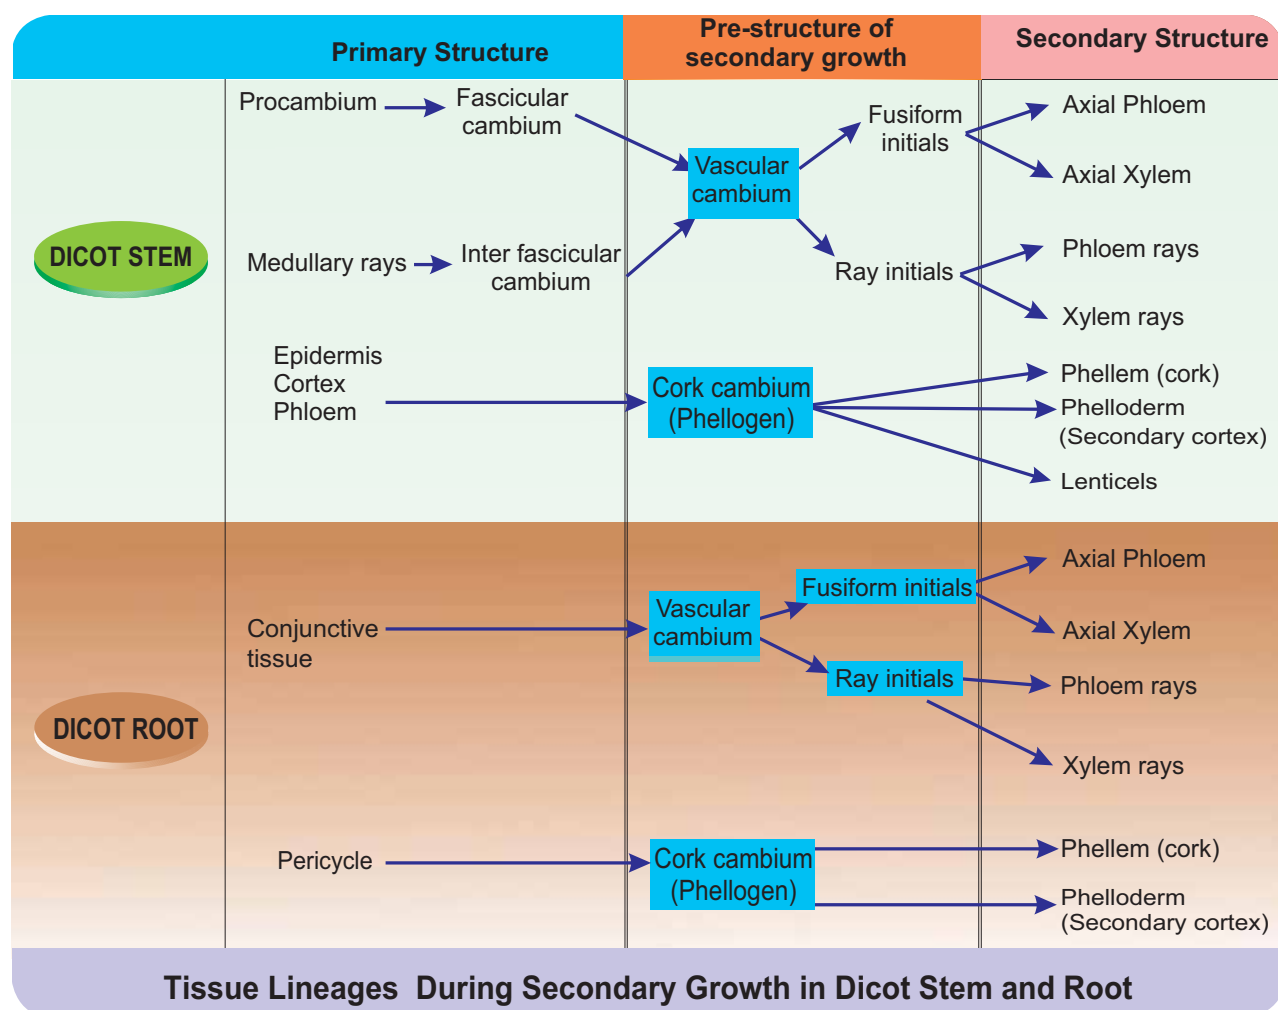 Primary Structure
Pre-structure of
secondary growth
Secondary Structure
DICOT STEM
Procambium
Fascicular
cambium
Medullary rays
Inter fascicular
cambium
Vascular
cambium
Fusiform
initials
Ray initials
Axial Phloem
Axial Xylem
Phloem rays
Xylem rays
Epidermis
Cortex
Phloem
Cork cambium
(Phellogen)
Phellem (cork)
Phelloderm
(Secondary cortex)
Lenticels
DICOT ROOT
Conjunctive
tissue
Vascular
cambium
Fusiform initials
Ray initials
Axial Phloem
Axial Xylem
Phloem rays
Xylem rays
Pericycle
Cork cambium
(Phellogen)
Phellem (cork)
Phelloderm
(Secondary cortex)
Tissue Lineages During Secondary Growth in Dicot Stem and Root